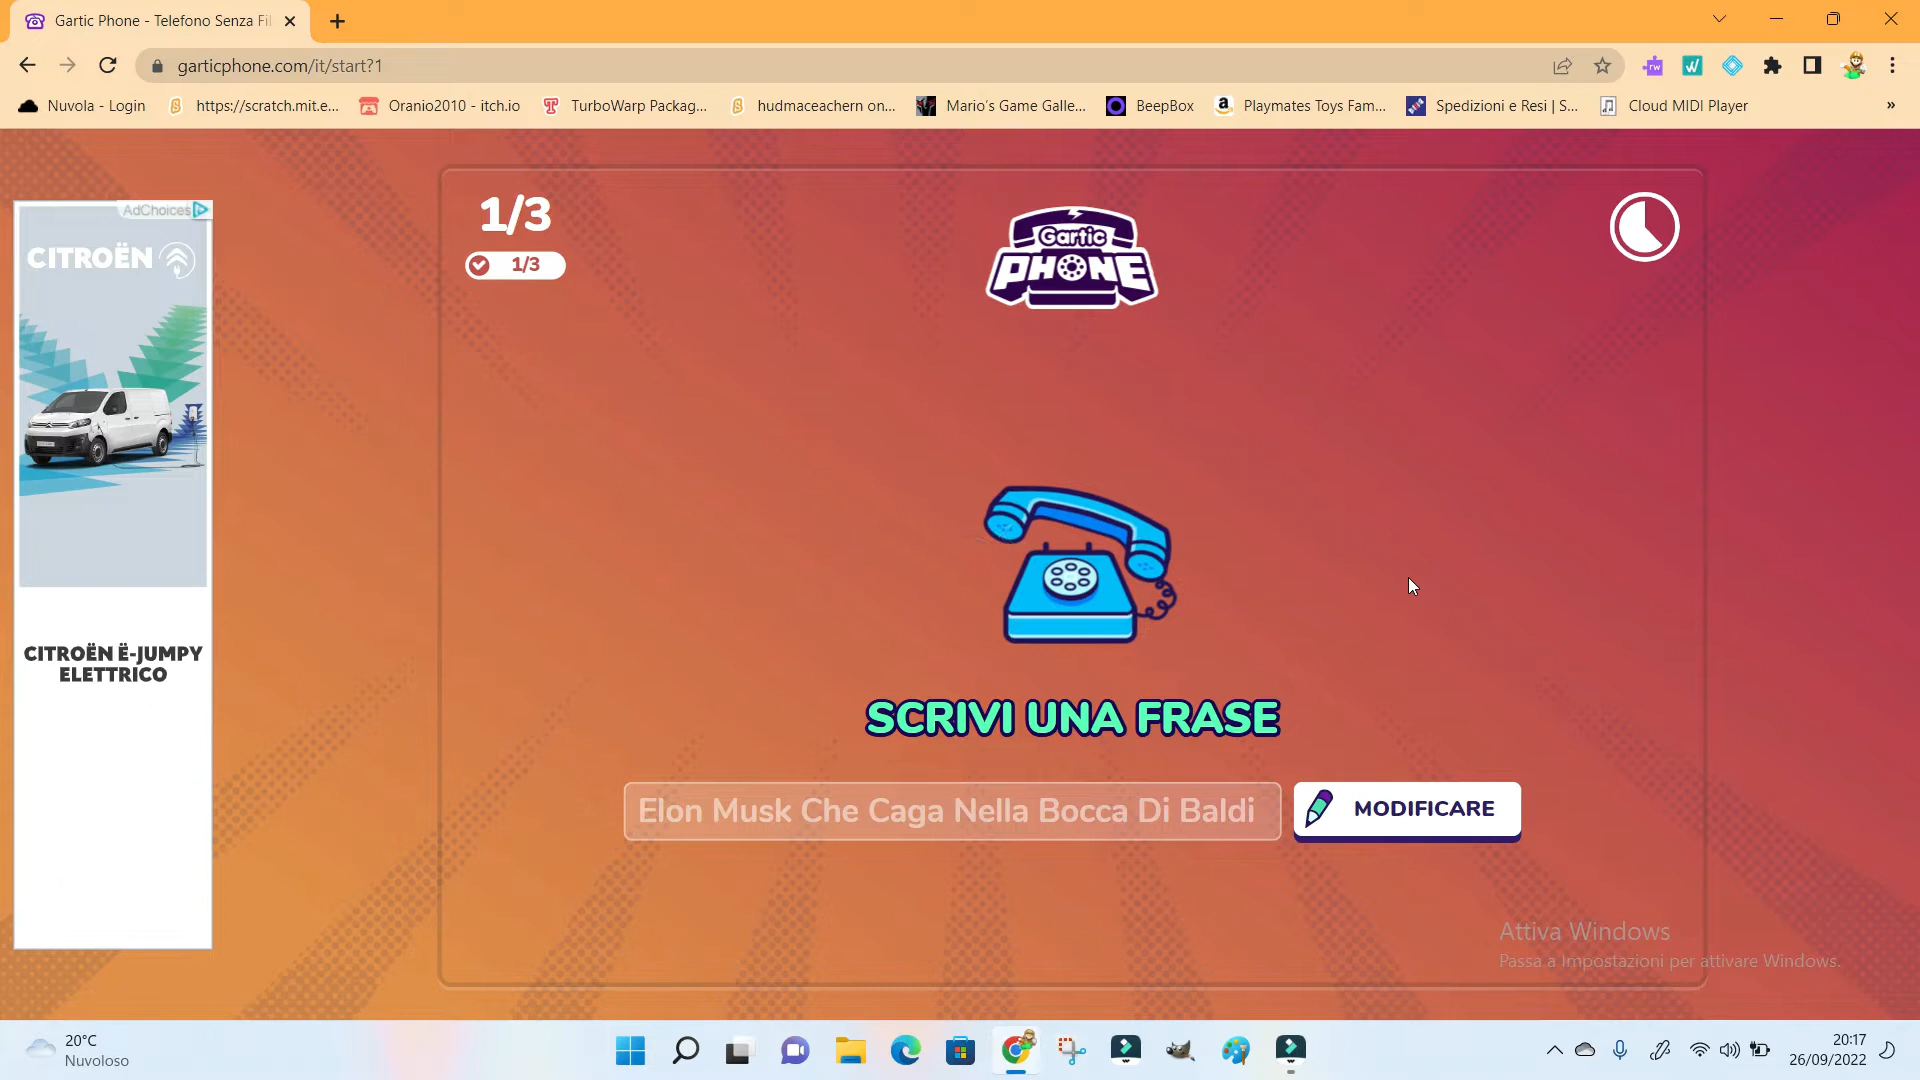 Gartic Phone - Telefono Senza Fil
garticphone.com/it/start?1
Nuvola - Login
https://scratch.mit.e...
Oranio2010 - itch.io
TurboWarp Packag...
hudmaceachern on...
Mario's Game Galle...
BeepBox
Playmates Toys Fam...
Spedizioni e Resi | S...
Cloud MIDI Player
»
AdChoices
CITROËN
CITROËN Ë-JUMPY
ELETTRICO
1/3
1/3
Gartic
PHONE
SCRIVI UNA FRASE
Elon Musk Che Caga Nella Bocca Di Baldi
MODIFICARE
Attiva Windows
Passa a Impostazioni per attivare Windows.
20°C
Nuvoloso
20:17
26/09/2022